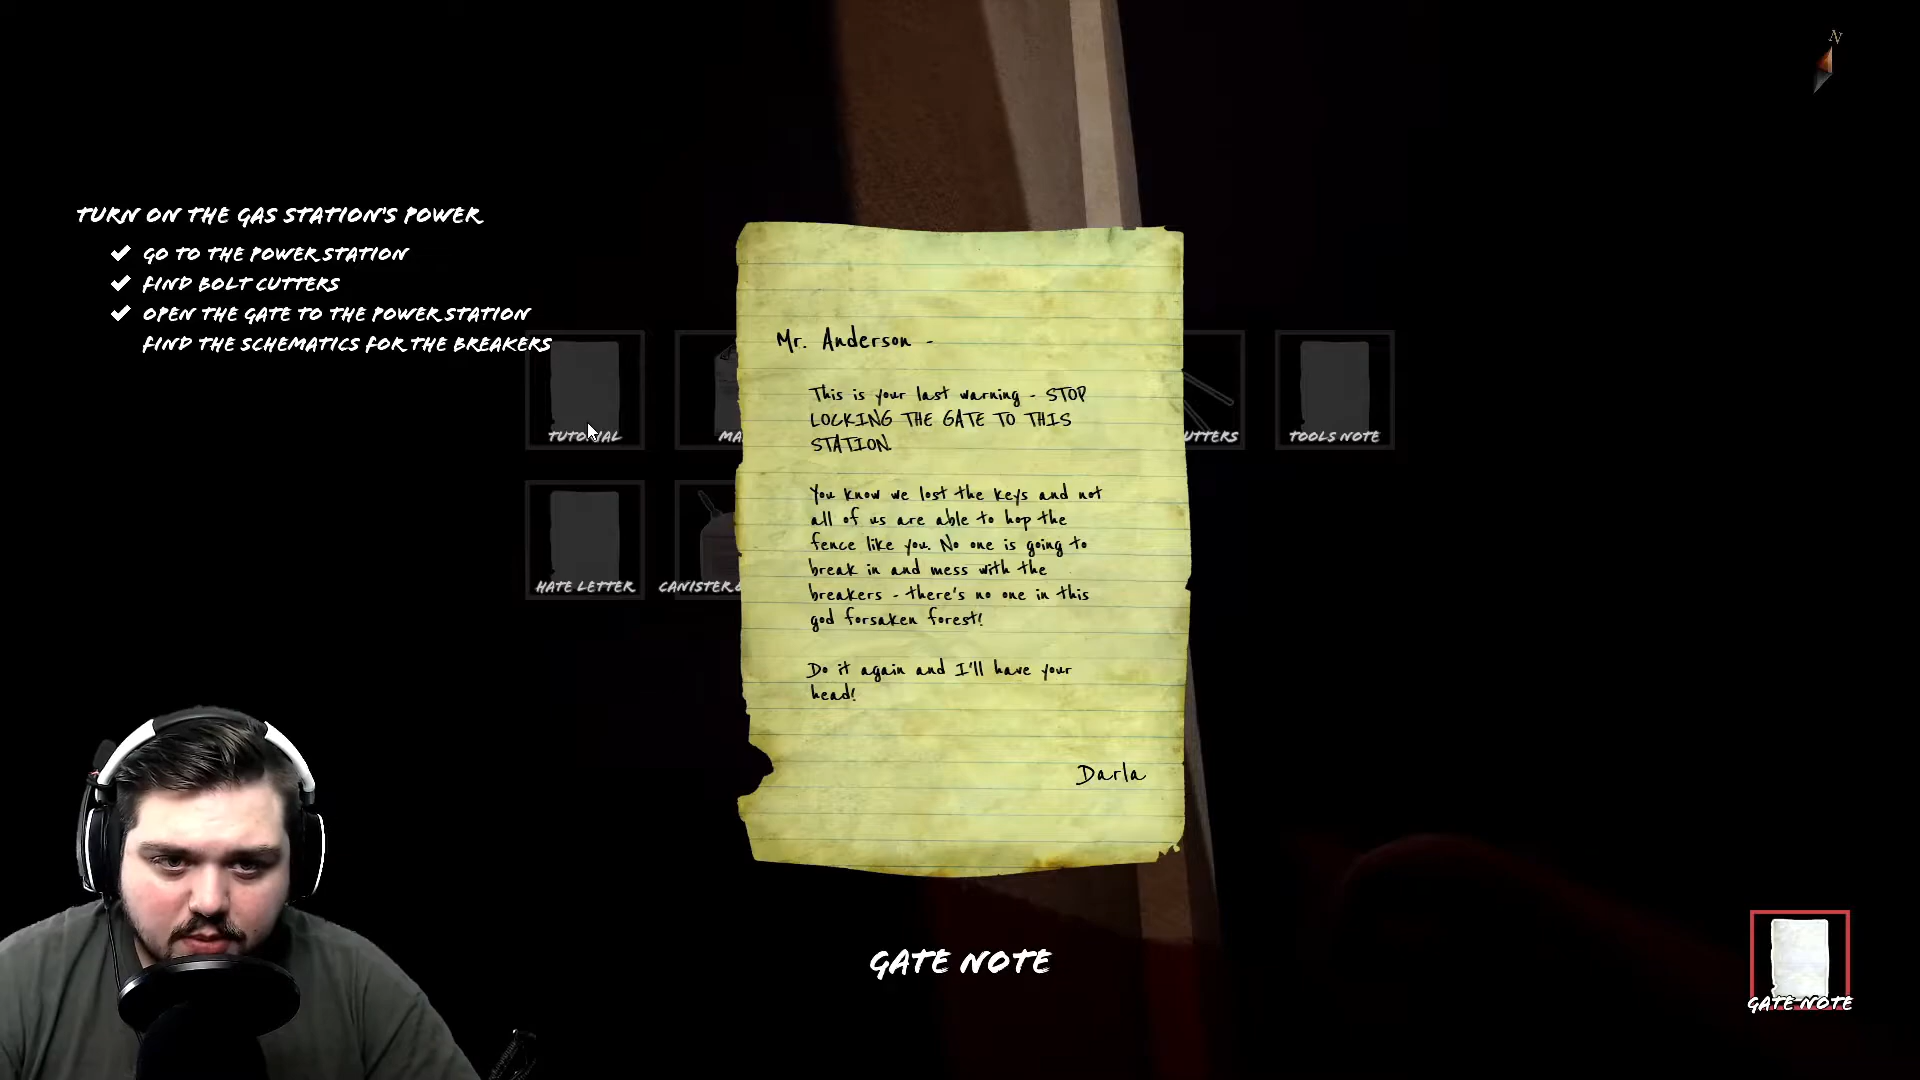 N
TURN ON THE GAS STATION'S POWER
GO TO THE POWER STATION
FIND BOLT CUTTERS
OPEN THE GATE TO THE POWER STATION
FIND THE SCHEMATICS FOR THE BREAKERS
Mr. Anderson -
This is your last warning - STOP
LOCKING THE GATE TO THIS
STATION.
You know we lost the keys and not
all of us are able to hop the
fence like you. No one is going to
break in and mess with the
breakers - there's no one in this
god forsaken forest!
Do it again and I'll have your
head!
Darla
TUTORIAL
MA
UTTERS
TOOLS NOTE
HATE LETTER
CANISTER
GATE NOTE
GATE NOTE